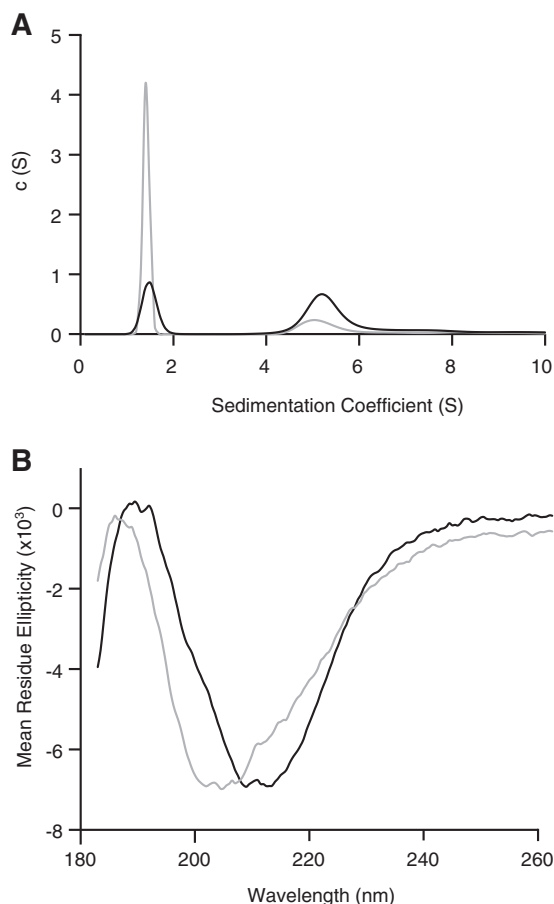 A
5
4
3
2
1
0
c (S)
0 2 4 6 8 10
Sedimentation Coefficient (S)
B
0
-2
-4
-6
-8
Mean Residue Ellipticity (x10³)
180 200 220 240 260
Wavelength (nm)